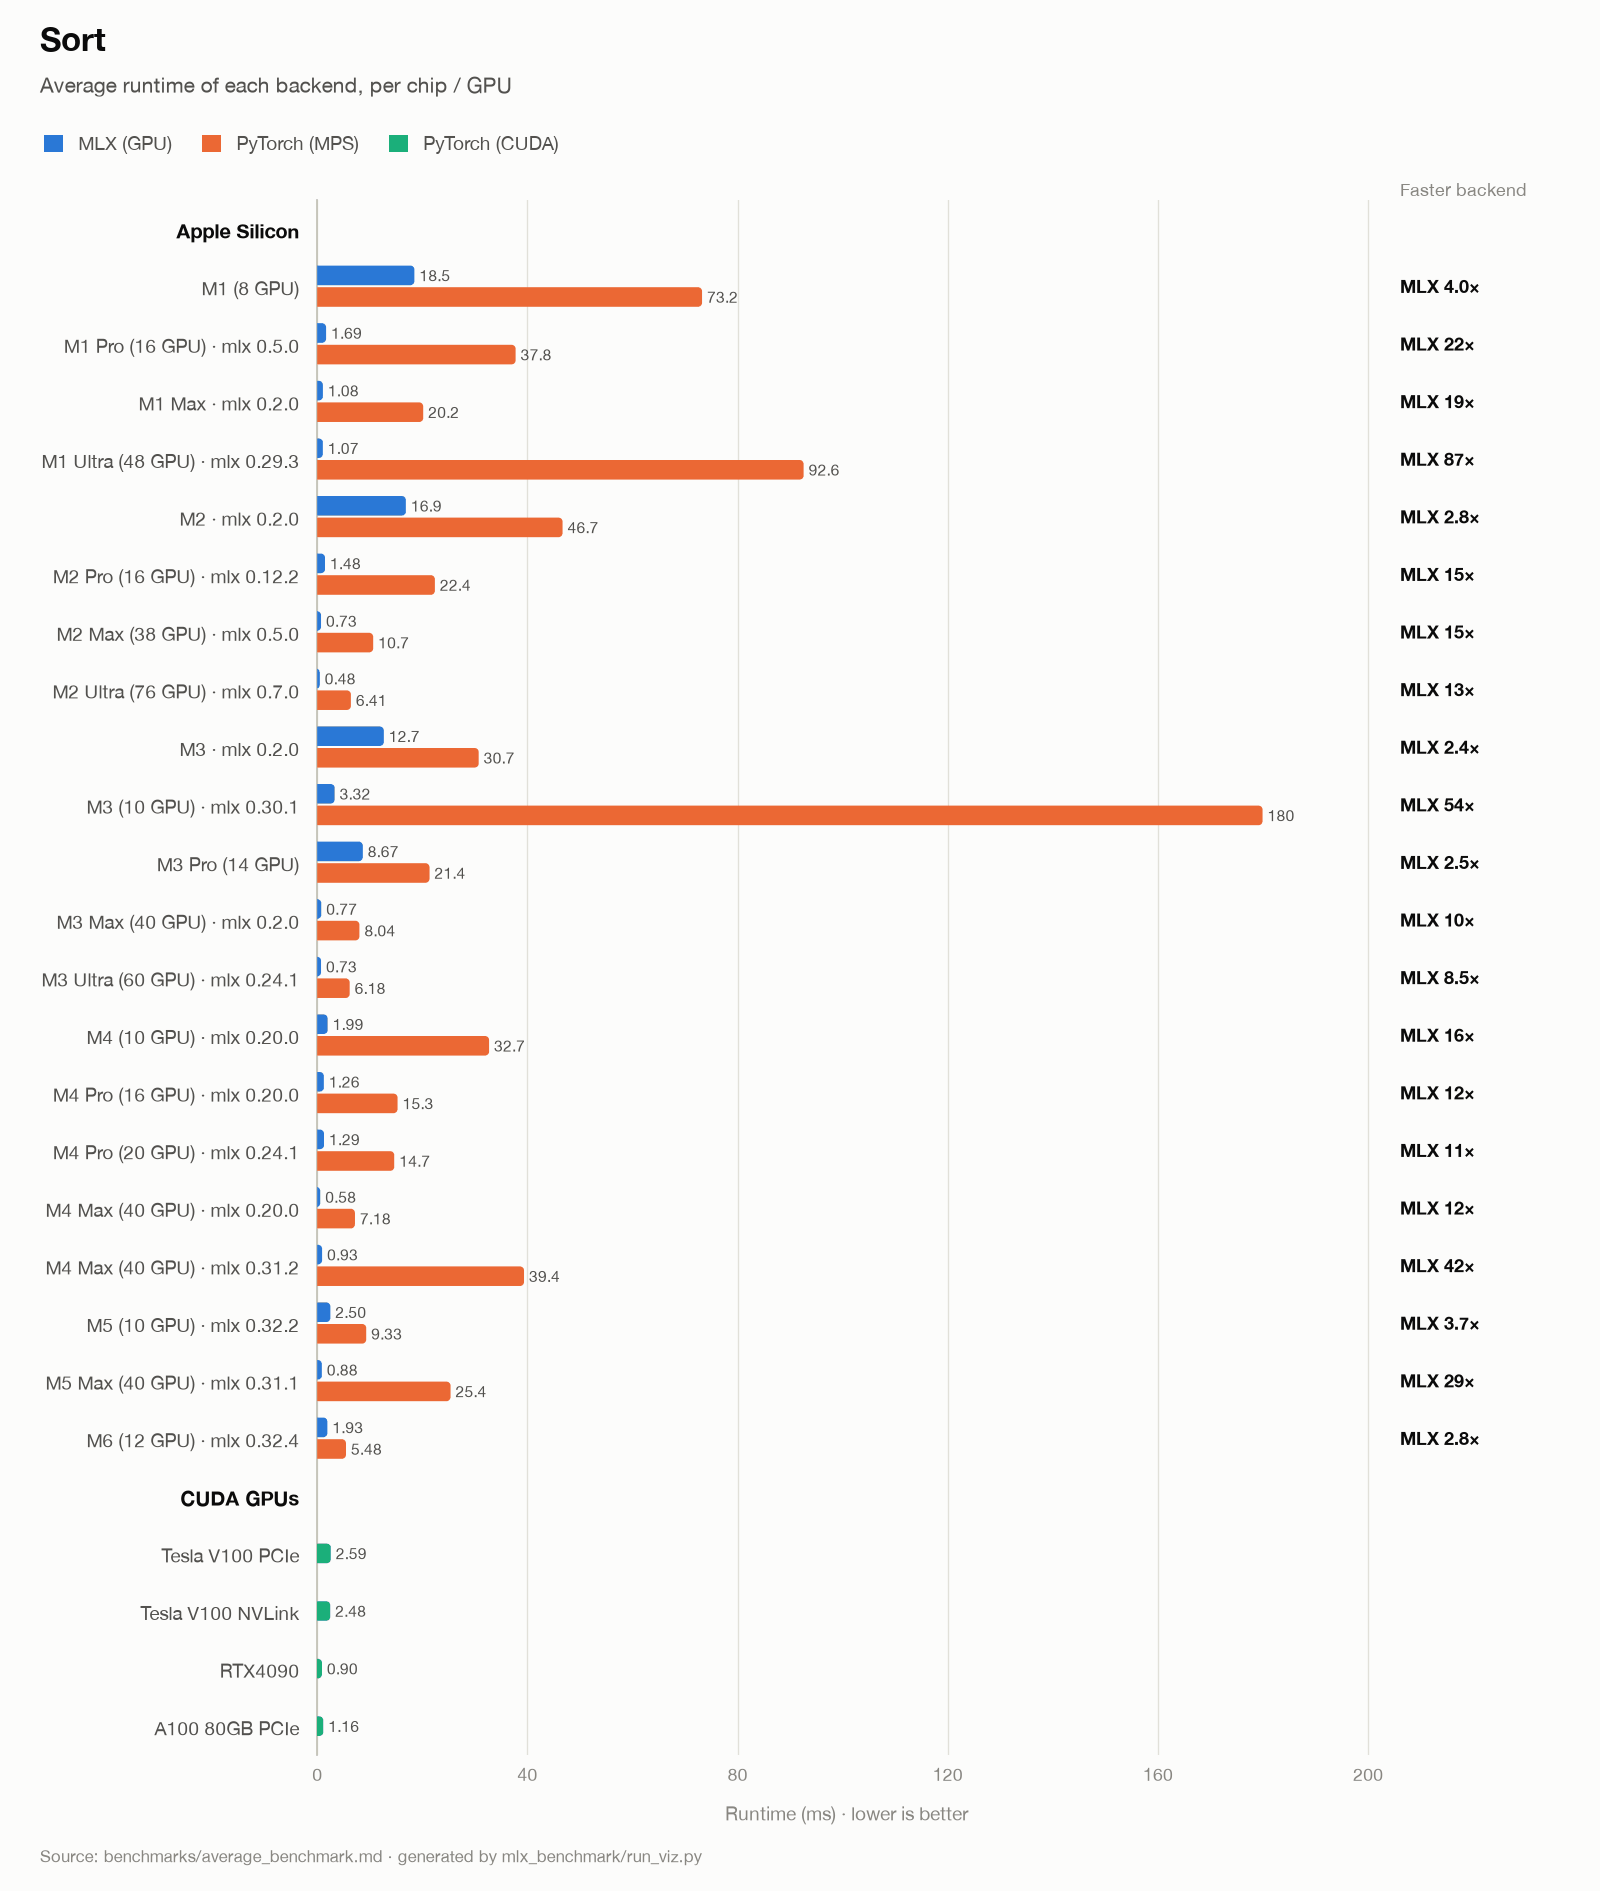 Sort
Average runtime of each backend, per chip / GPU
MLX (GPU) PyTorch (MPS) PyTorch (CUDA)
Faster backend
Apple Silicon
M1 (8 GPU) 18.5 73.2 MLX 4.0×
M1 Pro (16 GPU) · mlx 0.5.0 1.69 37.8 MLX 22×
M1 Max · mlx 0.2.0 1.08 20.2 MLX 19×
M1 Ultra (48 GPU) · mlx 0.29.3 1.07 92.6 MLX 87×
M2 · mlx 0.2.0 16.9 46.7 MLX 2.8×
M2 Pro (16 GPU) · mlx 0.12.2 1.48 22.4 MLX 15×
M2 Max (38 GPU) · mlx 0.5.0 0.73 10.7 MLX 15×
M2 Ultra (76 GPU) · mlx 0.7.0 0.48 6.41 MLX 13×
M3 · mlx 0.2.0 12.7 30.7 MLX 2.4×
M3 (10 GPU) · mlx 0.30.1 3.32 180 MLX 54×
M3 Pro (14 GPU) 8.67 21.4 MLX 2.5×
M3 Max (40 GPU) · mlx 0.2.0 0.77 8.04 MLX 10×
M3 Ultra (60 GPU) · mlx 0.24.1 0.73 6.18 MLX 8.5×
M4 (10 GPU) · mlx 0.20.0 1.99 32.7 MLX 16×
M4 Pro (16 GPU) · mlx 0.20.0 1.26 15.3 MLX 12×
M4 Pro (20 GPU) · mlx 0.24.1 1.29 14.7 MLX 11×
M4 Max (40 GPU) · mlx 0.20.0 0.58 7.18 MLX 12×
M4 Max (40 GPU) · mlx 0.31.2 0.93 39.4 MLX 42×
M5 (10 GPU) · mlx 0.32.2 2.50 9.33 MLX 3.7×
M5 Max (40 GPU) · mlx 0.31.1 0.88 25.4 MLX 29×
M6 (12 GPU) · mlx 0.32.4 1.93 5.48 MLX 2.8×
CUDA GPUs
Tesla V100 PCIe 2.59
Tesla V100 NVLink 2.48
RTX4090 0.90
A100 80GB PCIe 1.16
0 40 80 120 160 200
Runtime (ms) · lower is better
Source: benchmarks/average_benchmark.md · generated by mlx_benchmark/run_viz.py